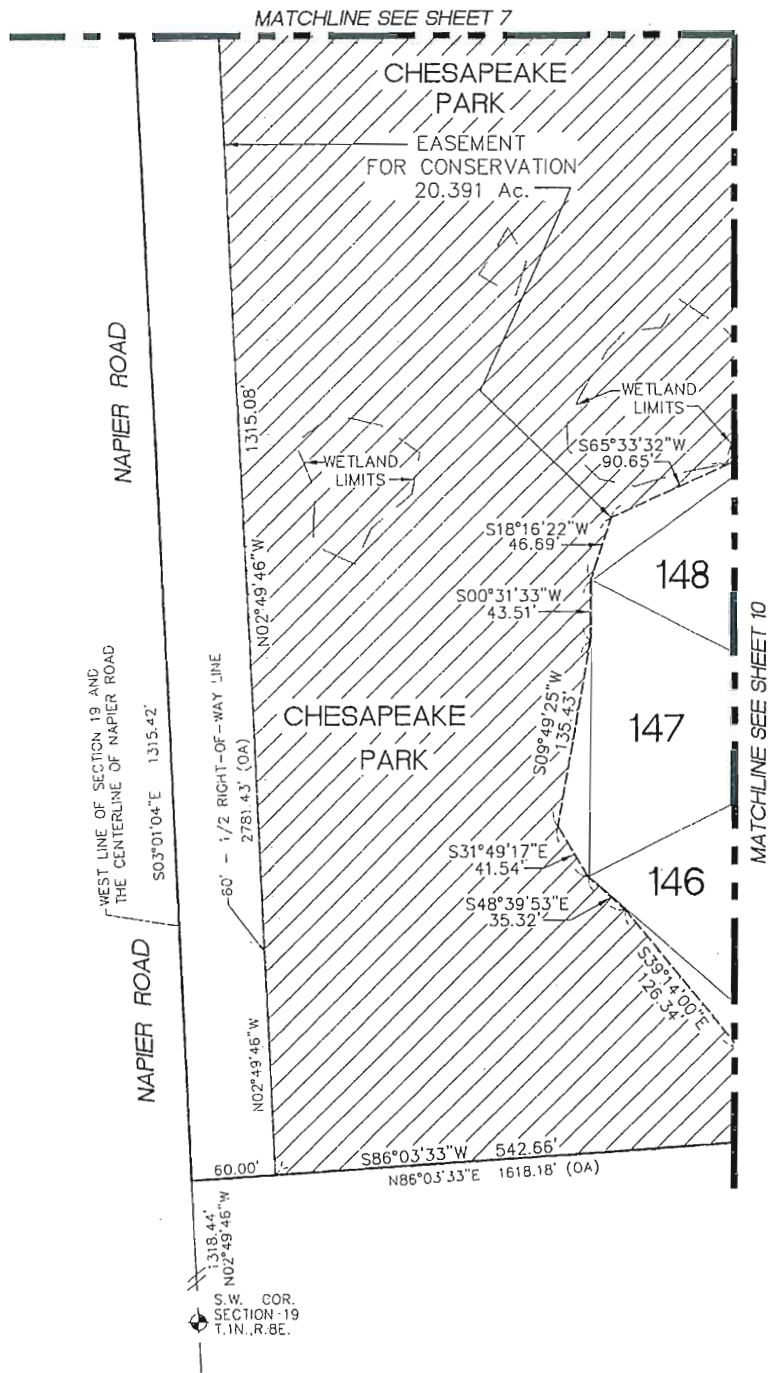 MATCHLINE SEE SHEET 7
CHESAPEAKE
PARK
EASEMENT
FOR CONSERVATION
20.391 Ac.
NAPIER ROAD
1315.08'
N02°49'46"W
WETLAND
LIMITS
WETLAND
LIMITS
S65°33'32"W
90.65'
S18°16'22"W
46.69'
148
S00°31'33"W
43.51'
MATCHLINE SEE SHEET 10
WEST LINE OF SECTION 19 AND
THE CENTERLINE OF NAPIER ROAD
S03°01'04"E 1315.42'
60' - 1/2 RIGHT-OF-WAY LINE
2781.43' (OA)
CHESAPEAKE
PARK
S09°49'25"W
135.43'
147
S31°49'17"E
41.54'
146
S48°39'53"E
35.32'
S39°14'00"E
126.34'
NAPIER ROAD
N02°49'46"W
60.00'
S86°03'33"W 542.66'
N86°03'33"E 1618.18' (OA)
1318.44'
N02°49'46"W
S.W. COR.
SECTION 19
T.1N.,R.8E.